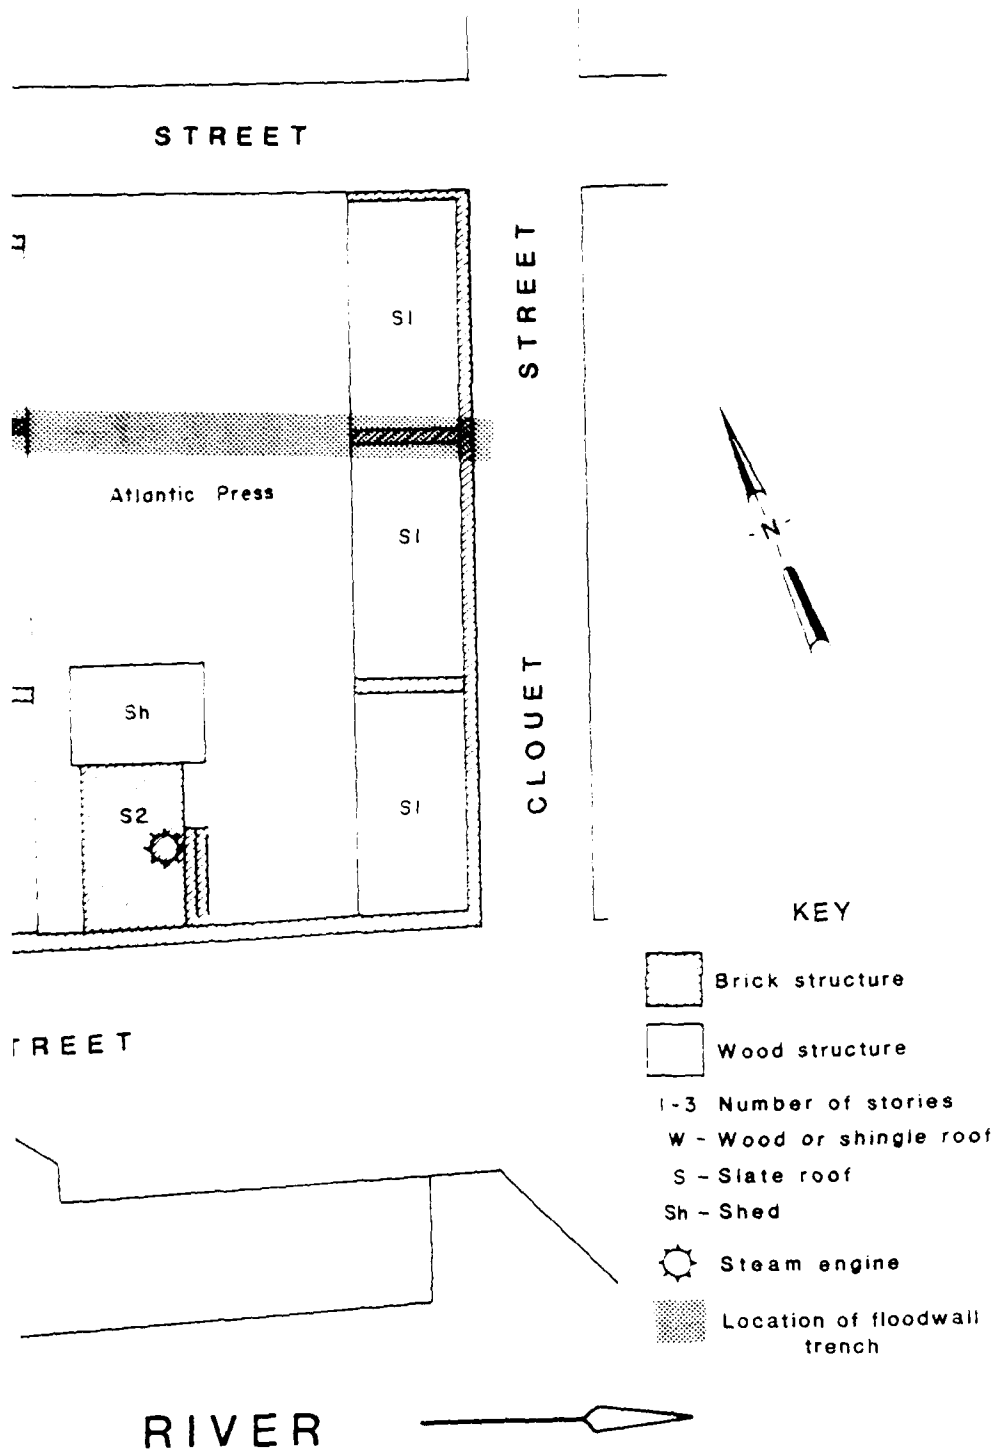 STREET
STREET
S1
Atlantic Press
S1
N
Sh
CLOUET
S2
S1
KEY
Brick structure
TREET
Wood structure
1-3 Number of stories
W - Wood or shingle roof
S - Slate roof
Sh - Shed
Steam engine
Location of floodwall
trench
RIVER